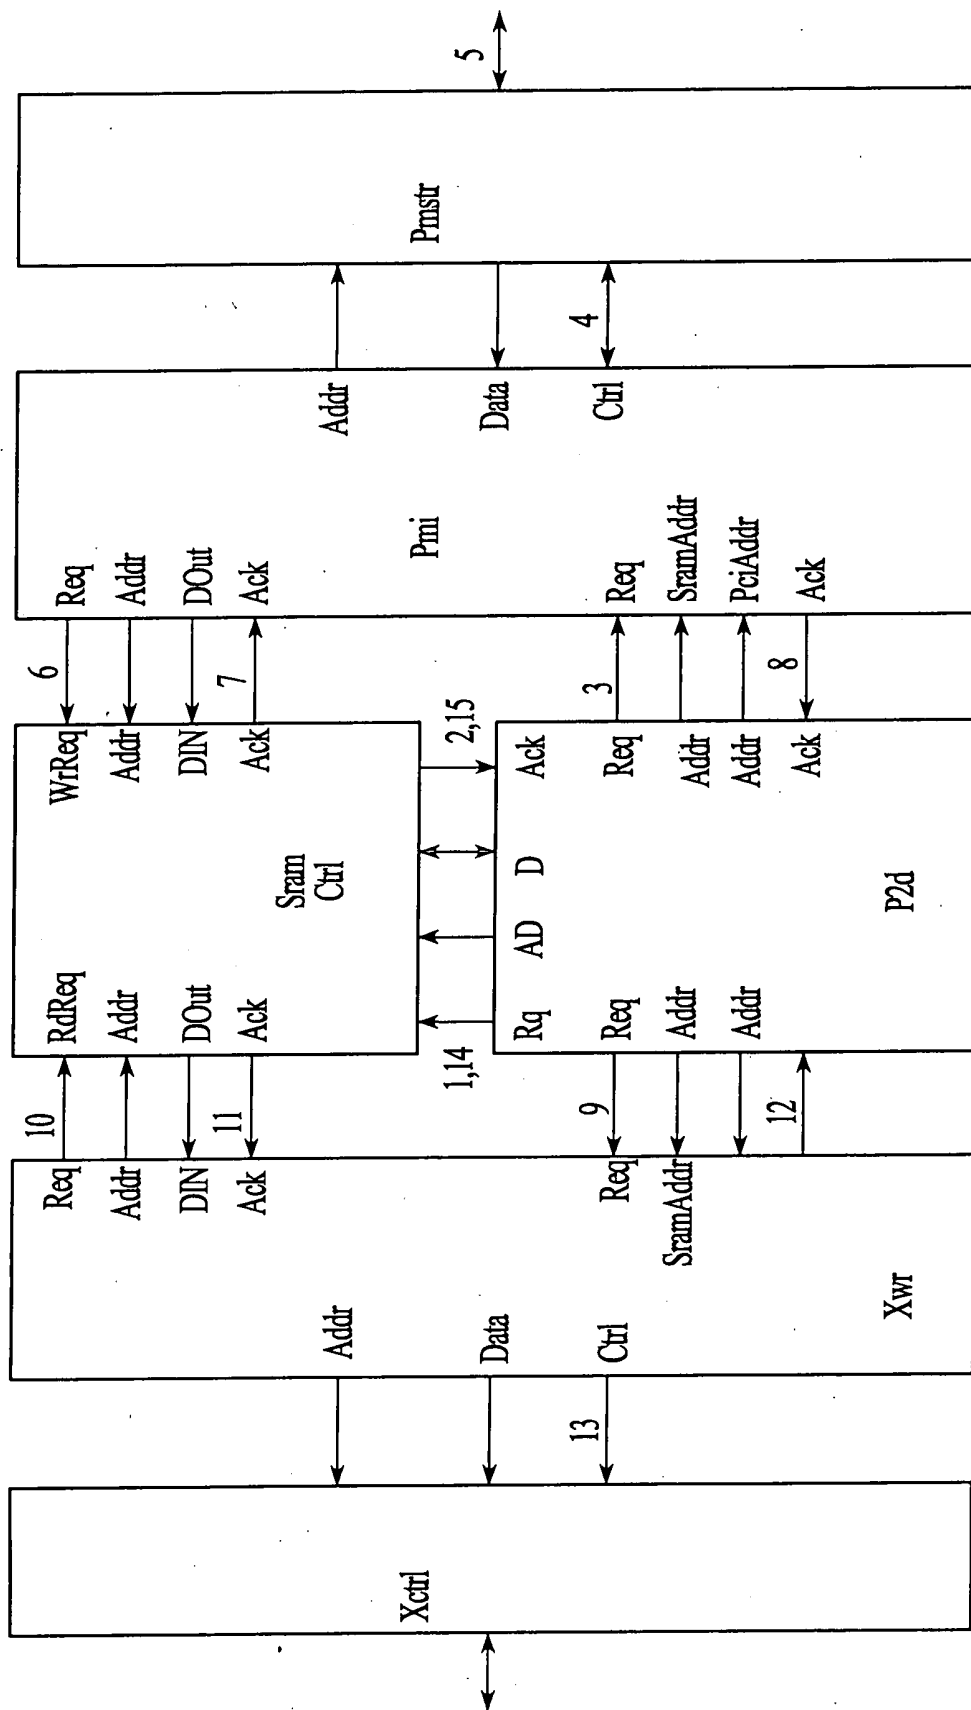 Xctrl
13
Req
Addr
DIN
Ack
Addr
Data
Ctrl
Req
SramAddr
Xwr
10
11
9
12
RdReq
Addr
DOut
Ack
WrReq
Addr
DIN
Ack
Sram
Ctrl
1,14
2,15
Rq
AD
D
Ack
Req
Addr
Addr
Req
Addr
Addr
Ack
P2d
6
7
3
8
Req
Addr
DOut
Ack
Pmi
Req
SramAddr
PciAddr
Ack
Addr
Data
Ctrl
4
Pmstr
5